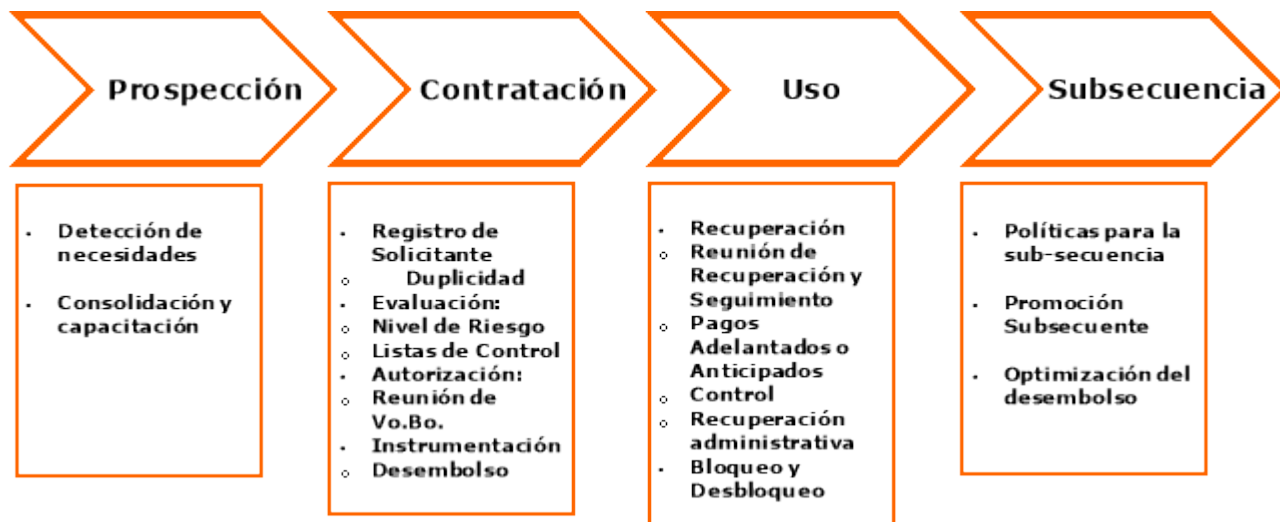 Prospección
Contratación
Uso
Subsecuencia
· Detección de
necesidades
· Consolidación y
capacitación
· Registro de
Solicitante
o Duplicidad
· Evaluación:
o Nivel de Riesgo
o Listas de Control
· Autorización:
o Reunión de
Vo.Bo.
· Instrumentación
o Desembolso
· Recuperación
o Reunión de
Recuperación y
Seguimiento
o Pagos
Adelantados o
Anticipados
o Control
o Recuperación
administrativa
· Bloqueo y
Desbloqueo
· Políticas para la
sub-secuencia
· Promoción
Subsecuente
· Optimización del
desembolso